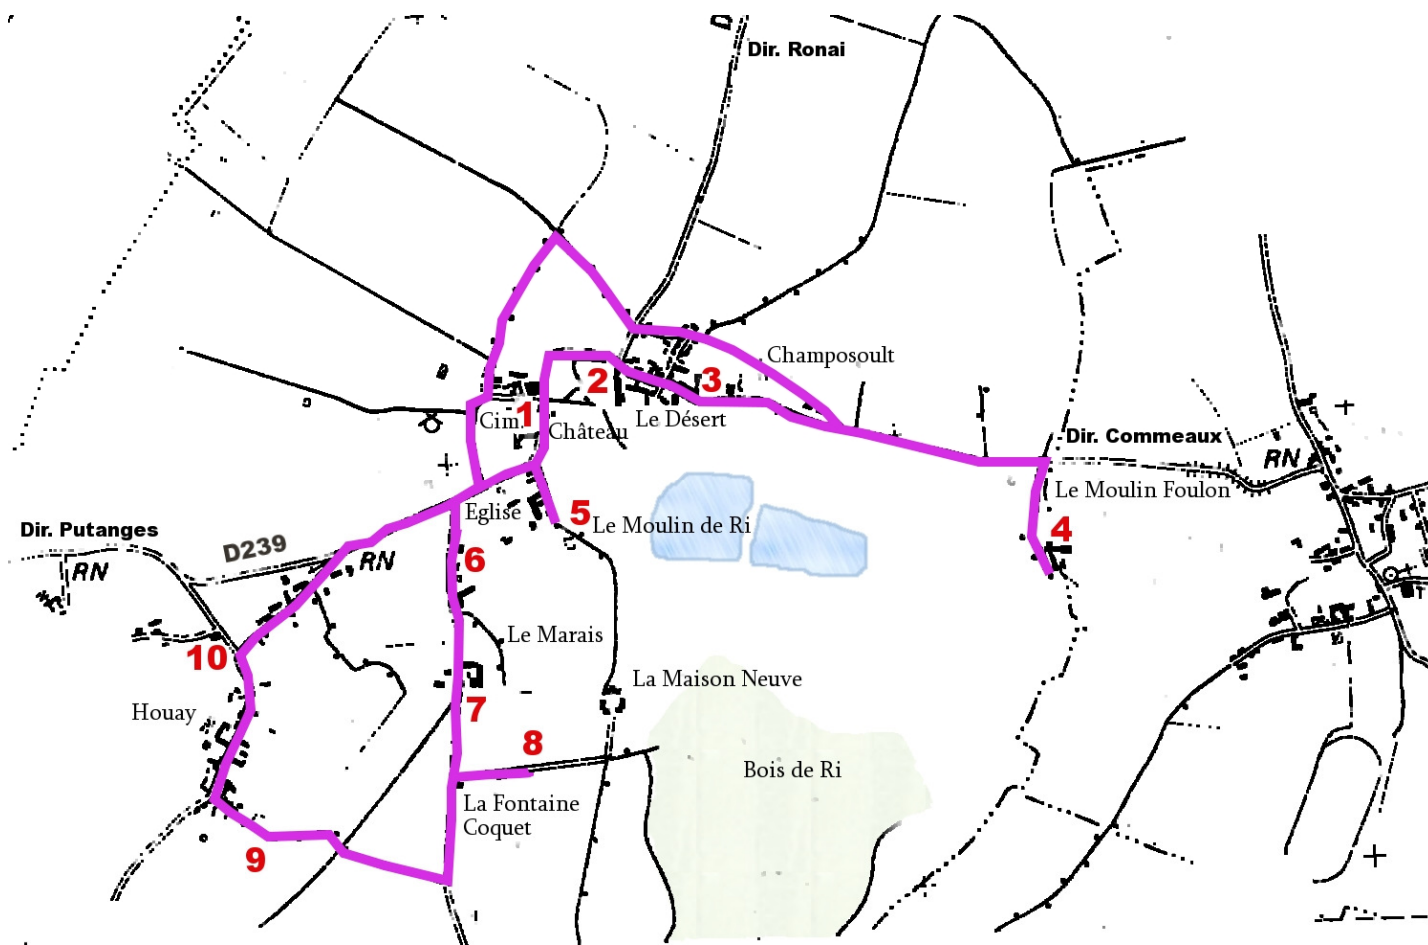 D
Dir. Ronai
Champosoult
2
3
1
Cim.
Château
Le Désert
Dir. Commeaux
RN
Le Moulin Foulon
Eglise
5
Le Moulin de Ri
4
Dir. Putanges
D239
RN
RN
6
Le Marais
10
La Maison Neuve
7
Houay
8
Bois de Ri
La Fontaine
Coquet
9